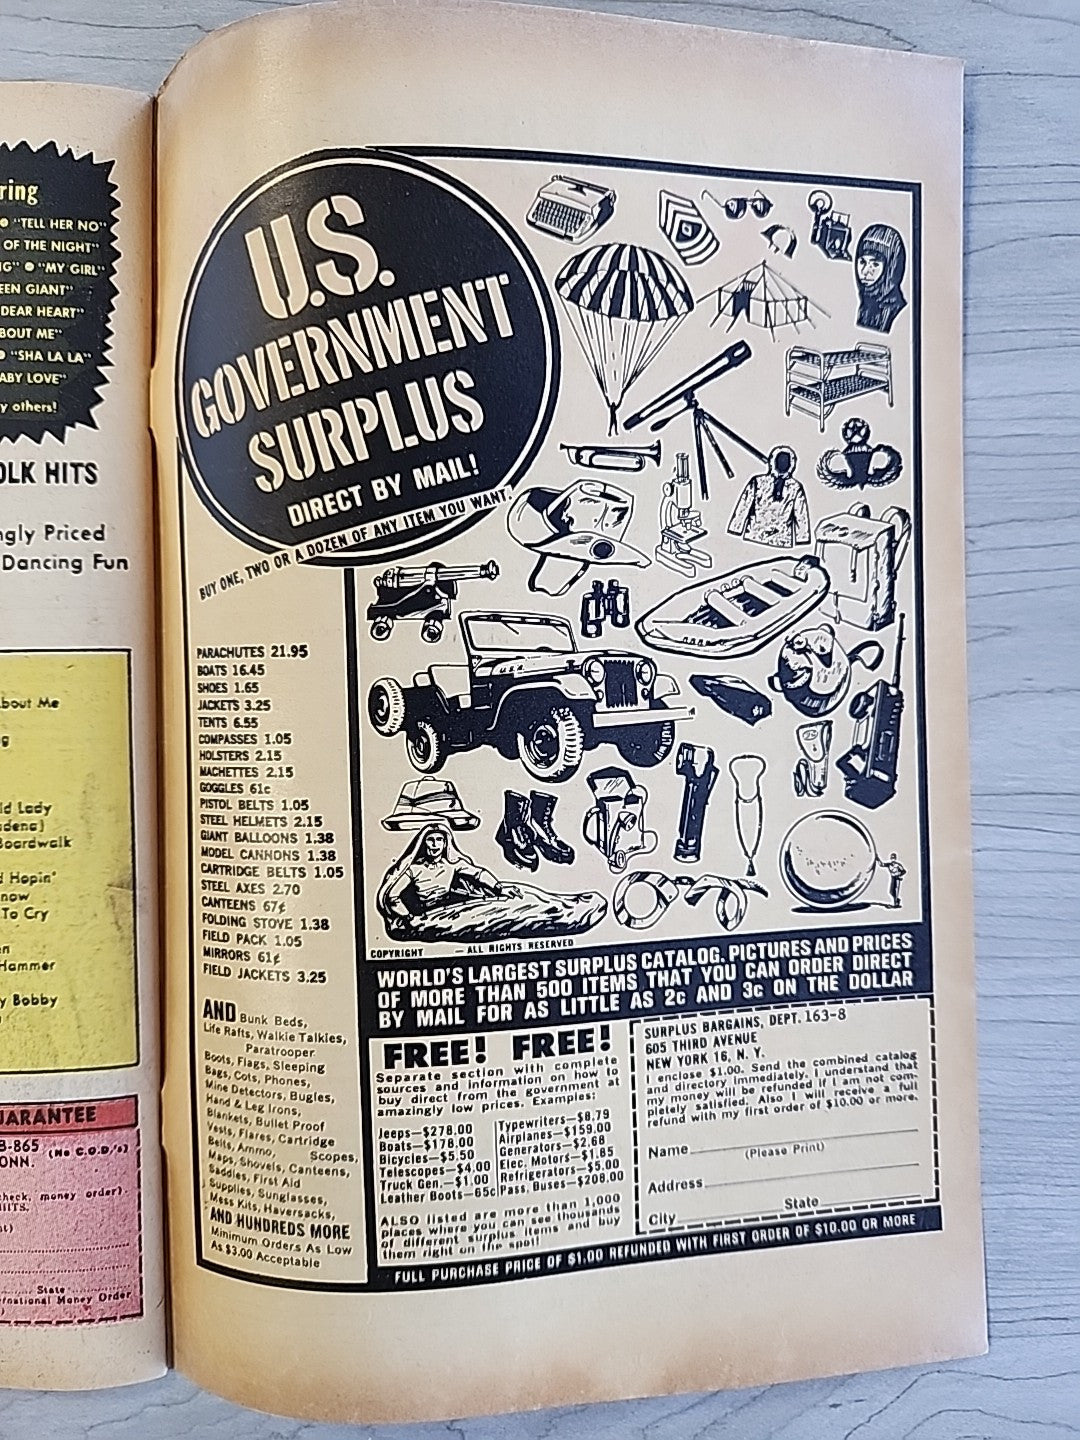 ring
"TELL HER NO"
OF THE NIGHT"
"MY GIRL"
EEN GIANT"
DEAR HEART"
BOUT ME"
"SHA LA LA"
ABY LOVE"
y others!
OLK HITS
ngly Priced
Dancing Fun
bout Me
ng
ld Lady
dena)
Boardwalk
d Hopin'
now
To Cry
en
Hammer
y Bobby
UARANTEE
B-865 (No C.O.D.'s)
ONN.
check, money order).
HITS.
State
rnational Money Order
U.S.
GOVERNMENT
SURPLUS
DIRECT BY MAIL!
BUY ONE, TWO OR A DOZEN OF ANY ITEM YOU WANT.
PARACHUTES 21.95
BOATS 16.45
SHOES 1.65
JACKETS 3.25
TENTS 6.55
COMPASSES 1.05
HOLSTERS 2.15
MACHETTES 2.15
GOGGLES 61c
PISTOL BELTS 1.05
STEEL HELMETS 2.15
GIANT BALLOONS 1.38
MODEL CANNONS 1.38
CARTRIDGE BELTS 1.05
STEEL AXES 2.70
CANTEENS 67¢
FOLDING STOVE 1.38
FIELD PACK 1.05
MIRRORS 61¢
FIELD JACKETS 3.25
AND Bunk Beds,
Life Rafts, Walkie Talkies,
Paratrooper
Boots, Flags, Sleeping
Bags, Cots, Phones,
Mine Detectors, Bugles,
Hand & Leg Irons,
Blankets, Bullet Proof
Vests, Flares, Cartridge
Belts, Ammo, Scopes,
Maps, Shovels, Canteens,
Saddles, First Aid
Supplies, Sunglasses,
Mess Kits, Haversacks,
AND HUNDREDS MORE
Minimum Orders As Low
As $3.00 Acceptable
U S A
COPYRIGHT — ALL RIGHTS RESERVED
WORLD'S LARGEST SURPLUS CATALOG. PICTURES AND PRICES
OF MORE THAN 500 ITEMS THAT YOU CAN ORDER DIRECT
BY MAIL FOR AS LITTLE AS 2c AND 3c ON THE DOLLAR
FREE! FREE!
Separate section with complete
sources and information on how to
buy direct from the government at
amazingly low prices. Examples:
Jeeps—$278.00
Boats—$178.00
Bicycles—$5.50
Telescopes—$4.00
Truck Gen.—$1.00
Leather Boots—65c
Typewriters—$8.79
Airplanes—$159.00
Generators—$2.68
Elec. Motors—$1.85
Refrigerators—$5.00
Pass. Buses—$208.00
ALSO listed are more than 1,000
places where you can see thousands
of different surplus items and buy
them right on the spot!
SURPLUS BARGAINS, DEPT. 163-8
605 THIRD AVENUE
NEW YORK 16, N. Y.
I enclose $1.00. Send the combined catalog
and directory immediately. I understand that
my money will be refunded if I am not com-
pletely satisfied. Also I will receive a full
refund with my first order of $10.00 or more.
Name
(Please Print)
Address
City State
FULL PURCHASE PRICE OF $1.00 REFUNDED WITH FIRST ORDER OF $10.00 OR MORE